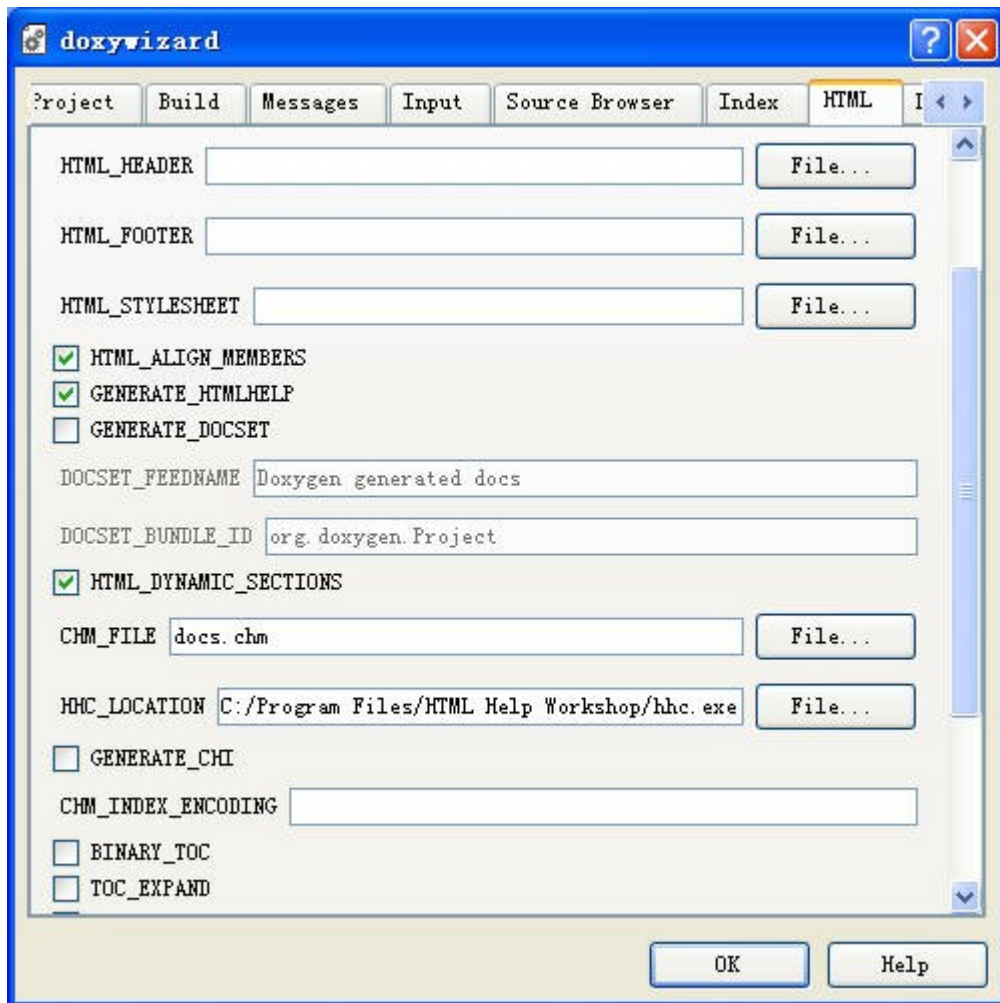 doxywizard
Project Build Messages Input Source Browser Index HTML
HTML_HEADER File...
HTML_FOOTER File...
HTML_STYLESHEET File...
HTML_ALIGN_MEMBERS
GENERATE_HTMLHELP
GENERATE_DOCSET
DOCSET_FEEDNAME Doxygen generated docs
DOCSET_BUNDLE_ID org.doxygen.Project
HTML_DYNAMIC_SECTIONS
CHM_FILE docs.chm File...
HHC_LOCATION C:/Program Files/HTML Help Workshop/hhc.exe File...
GENERATE_CHI
CHM_INDEX_ENCODING
BINARY_TOC
TOC_EXPAND
OK Help